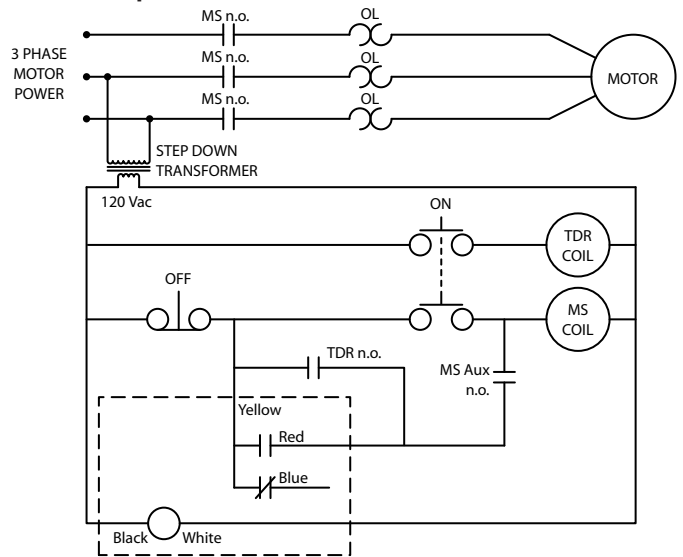 MS n.o.
OL
3 PHASE
MOTOR
POWER
MS n.o.
OL
MOTOR
MS n.o.
OL
STEP DOWN
TRANSFORMER
120 Vac
ON
TDR
COIL
OFF
MS
COIL
TDR n.o.
MS Aux
n.o.
Yellow
Red
Blue
Black
White